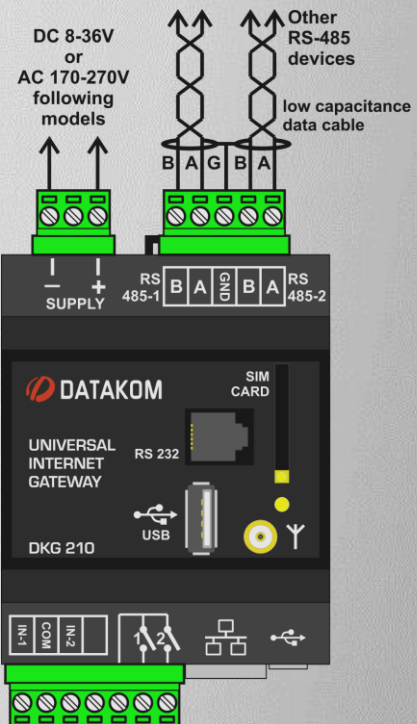 DC 8-36V
or
AC 170-270V
following
models
Other
RS-485
devices
low capacitance
data cable
B A G B A
− +
SUPPLY
RS
485-1
B A GND B A
RS
485-2
DATAKOM
SIM
CARD
UNIVERSAL
INTERNET
GATEWAY
RS 232
USB
DKG 210
IN-1 COM IN-2
1 2